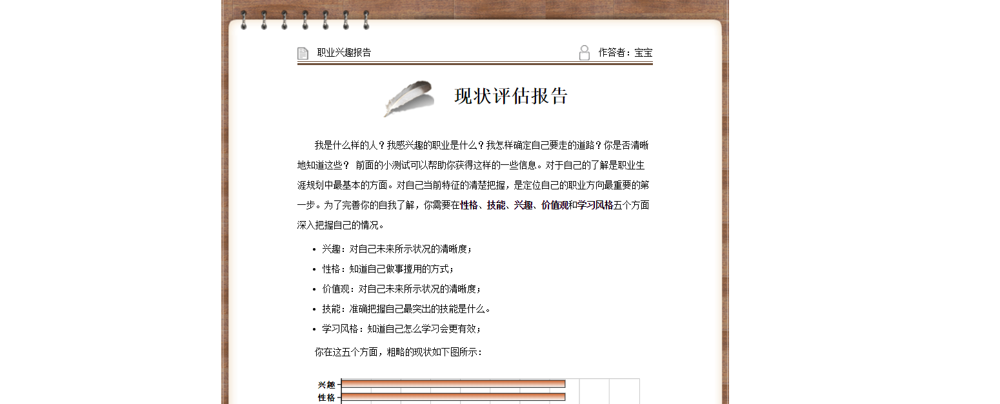 职业兴趣报告 作答者：宝宝
现状评估报告
我是什么样的人？我感兴趣的职业是什么？我怎样确定自己要走的道路？你是否清晰
地知道这些？ 前面的小测试可以帮助你获得这样的一些信息。对于自己的了解是职业生
涯规划中最基本的方面。对自己当前特征的清楚把握，是定位自己的职业方向最重要的第
一步。为了完善你的自我了解，你需要在性格、技能、兴趣、价值观和学习风格五个方面
深入把握自己的情况。
• 兴趣：对自己未来所示状况的清晰度；
• 性格：知道自己做事擅用的方式；
• 价值观：对自己未来所示状况的清晰度；
• 技能：准确把握自己最突出的技能是什么。
• 学习风格：知道自己怎么学习会更有效；
你在这五个方面，粗略的现状如下图所示：
兴趣
性格